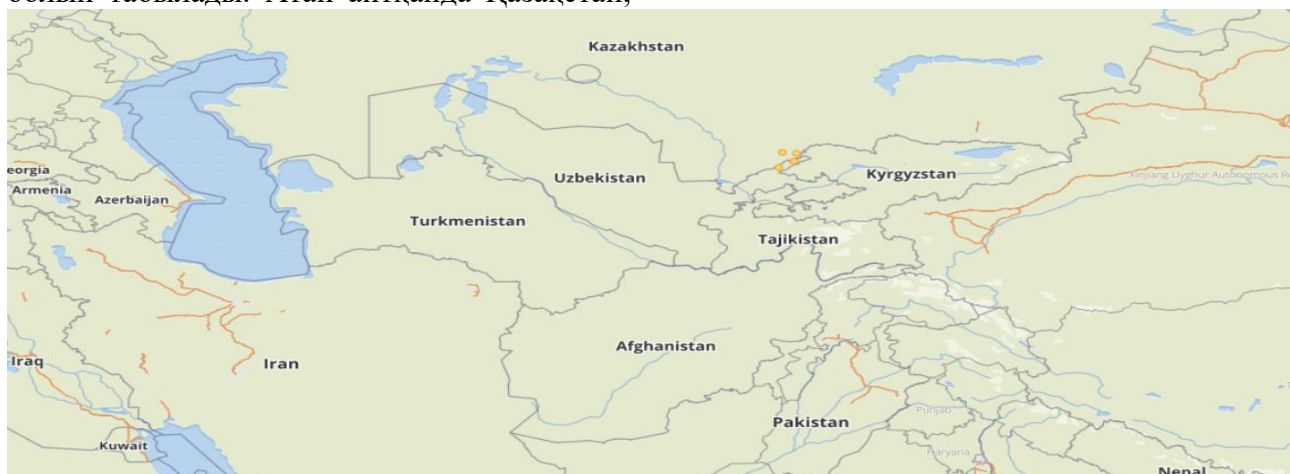 болып табылады. Атап айтқанда Қазақстан,
Kazakhstan
Uzbekistan
Kyrgyzstan
Xinjiang Uyghur Autonomous Re
eorgia
Armenia
Azerbaijan
Turkmenistan
Tajikistan
Afghanistan
Iraq
Iran
Punjab
Pakistan
Kuwait
Haryana
Nepal